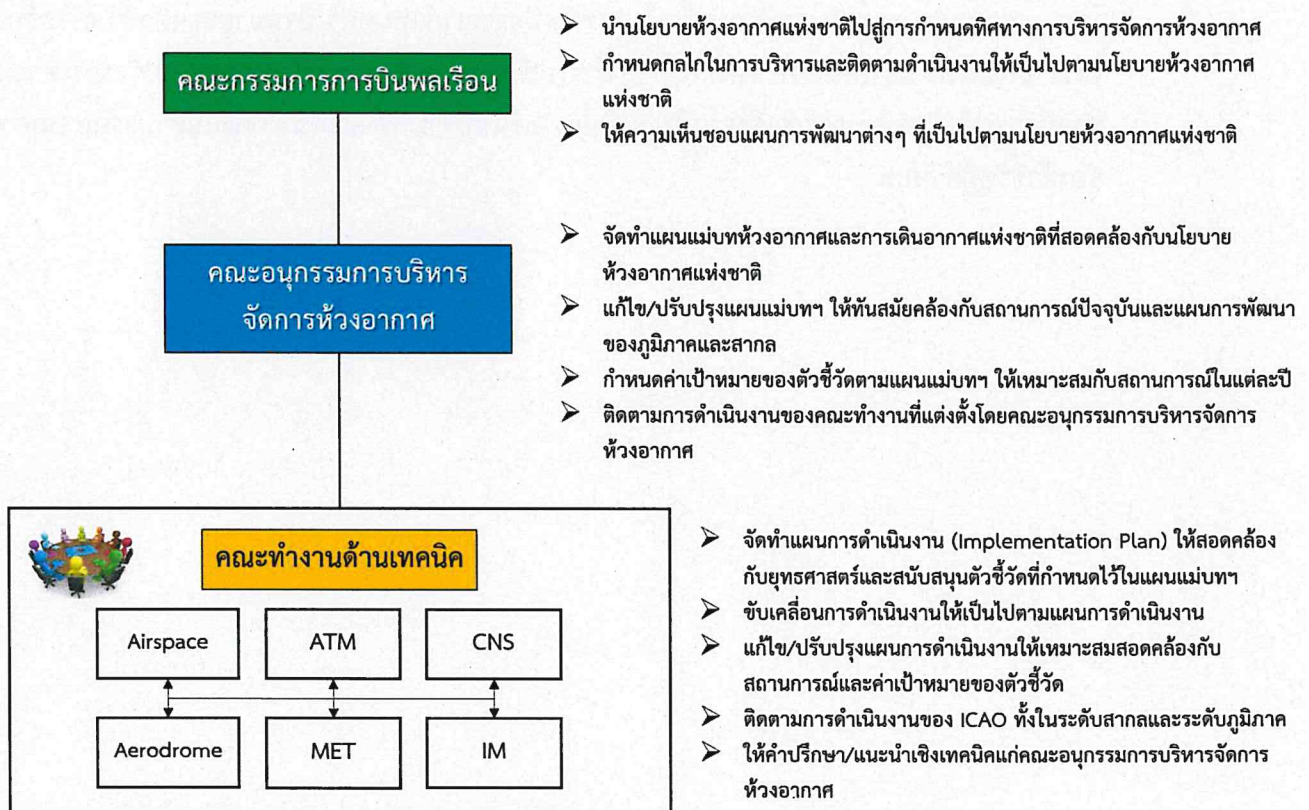 คณะกรรมการการบินพลเรือน
➢ นำนโยบายห้วงอากาศแห่งชาติไปสู่การกำหนดทิศทางการบริหารจัดการห้วงอากาศ
➢ กำหนดกลไกในการบริหารและติดตามดำเนินงานให้เป็นไปตามนโยบายห้วงอากาศ
แห่งชาติ
➢ ให้ความเห็นชอบแผนการพัฒนาต่างๆ ที่เป็นไปตามนโยบายห้วงอากาศแห่งชาติ
คณะอนุกรรมการบริหาร
จัดการห้วงอากาศ
➢ จัดทำแผนแม่บทห้วงอากาศและการเดินอากาศแห่งชาติที่สอดคล้องกับนโยบาย
ห้วงอากาศแห่งชาติ
➢ แก้ไข/ปรับปรุงแผนแม่บทฯ ให้ทันสมัยคล้องกับสถานการณ์ปัจจุบันและแผนการพัฒนา
ของภูมิภาคและสากล
➢ กำหนดค่าเป้าหมายของตัวชี้วัดตามแผนแม่บทฯ ให้เหมาะสมกับสถานการณ์ในแต่ละปี
➢ ติดตามการดำเนินงานของคณะทำงานที่แต่งตั้งโดยคณะอนุกรรมการบริหารจัดการ
ห้วงอากาศ
คณะทำงานด้านเทคนิค
Airspace ATM CNS
Aerodrome MET IM
➢ จัดทำแผนการดำเนินงาน (Implementation Plan) ให้สอดคล้อง
กับยุทธศาสตร์และสนับสนุนตัวชี้วัดที่กำหนดไว้ในแผนแม่บทฯ
➢ ขับเคลื่อนการดำเนินงานให้เป็นไปตามแผนการดำเนินงาน
➢ แก้ไข/ปรับปรุงแผนการดำเนินงานให้เหมาะสมสอดคล้องกับ
สถานการณ์และค่าเป้าหมายของตัวชี้วัด
➢ ติดตามการดำเนินงานของ ICAO ทั้งในระดับสากลและระดับภูมิภาค
➢ ให้คำปรึกษา/แนะนำเชิงเทคนิคแก่คณะอนุกรรมการบริหารจัดการ
ห้วงอากาศ